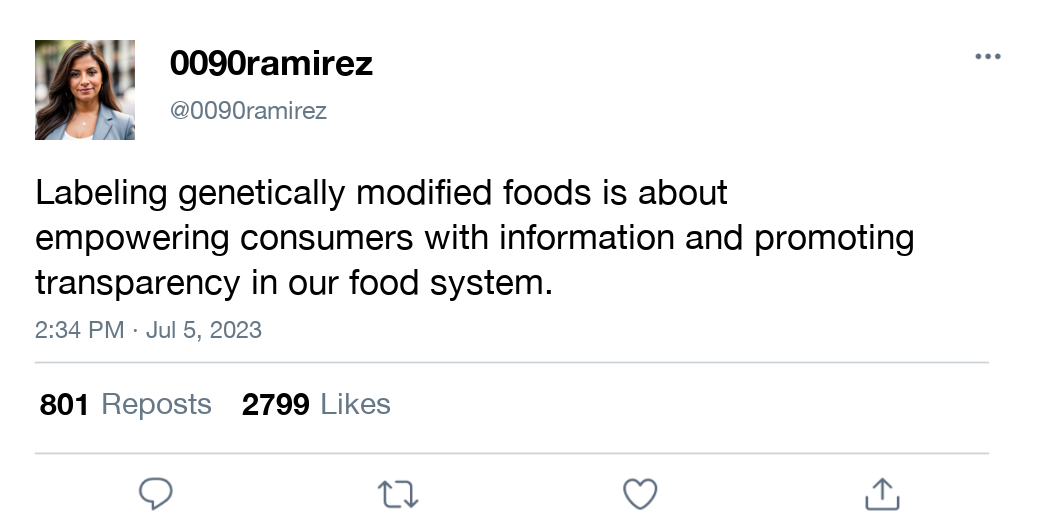 0090ramirez
@0090ramirez
Labeling genetically modified foods is about
empowering consumers with information and promoting
transparency in our food system.
2:34 PM · Jul 5, 2023
801 Reposts 2799 Likes